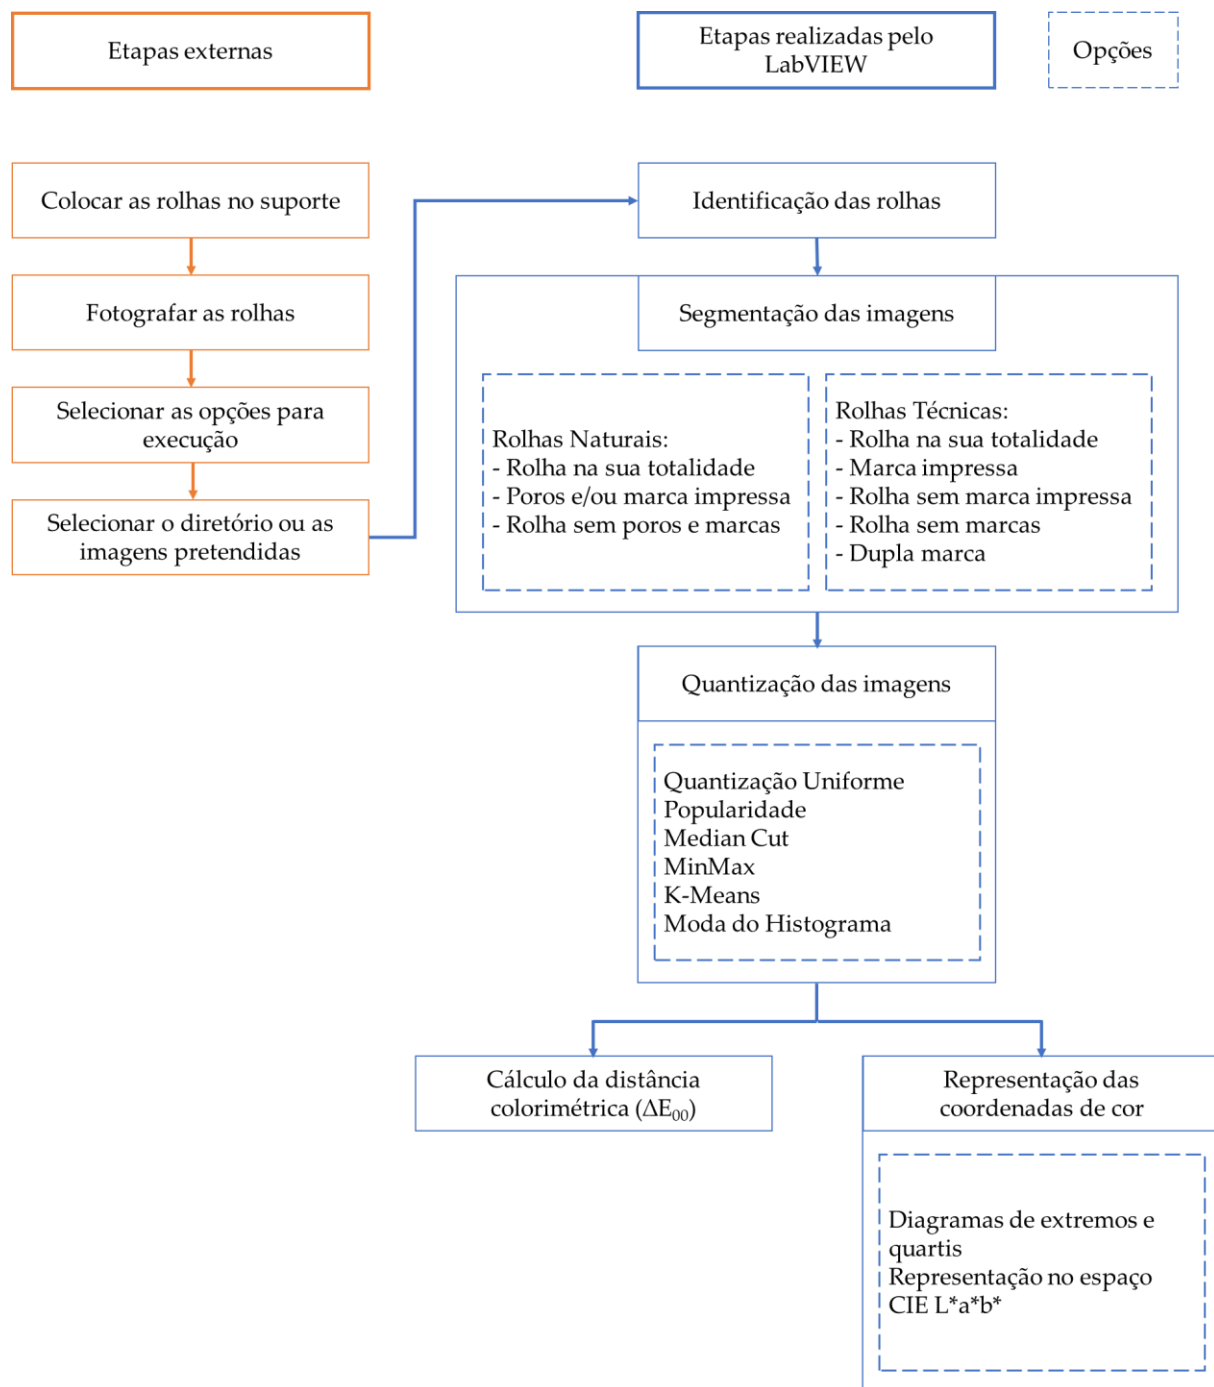 Etapas externas
Etapas realizadas pelo
LabVIEW
Opções
Colocar as rolhas no suporte
Fotografar as rolhas
Selecionar as opções para
execução
Selecionar o diretório ou as
imagens pretendidas
Identificação das rolhas
Segmentação das imagens
Rolhas Naturais:
- Rolha na sua totalidade
- Poros e/ou marca impressa
- Rolha sem poros e marcas
Rolhas Técnicas:
- Rolha na sua totalidade
- Marca impressa
- Rolha sem marca impressa
- Rolha sem marcas
- Dupla marca
Quantização das imagens
Quantização Uniforme
Popularidade
Median Cut
MinMax
K-Means
Moda do Histograma
Cálculo da distância
colorimétrica (ΔE₀₀)
Representação das
coordenadas de cor
Diagramas de extremos e
quartis
Representação no espaço
CIE L*a*b*